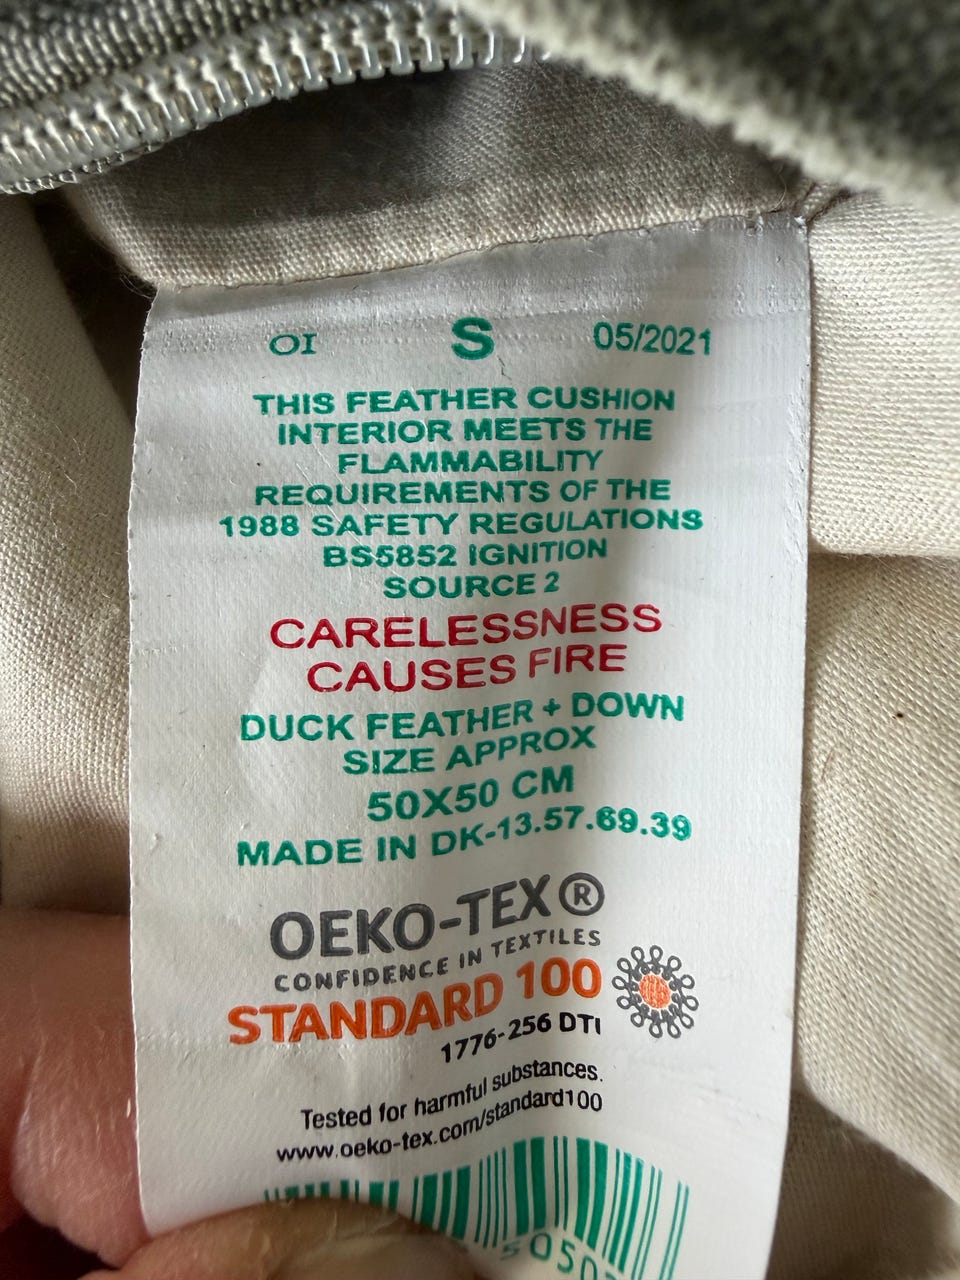 OI S 05/2021
THIS FEATHER CUSHION
INTERIOR MEETS THE
FLAMMABILITY
REQUIREMENTS OF THE
1988 SAFETY REGULATIONS
BS5852 IGNITION
SOURCE 2
CARELESSNESS
CAUSES FIRE
DUCK FEATHER + DOWN
SIZE APPROX
50X50 CM
MADE IN DK-13.57.69.39
OEKO-TEX®
CONFIDENCE IN TEXTILES
STANDARD 100
1776-256 DTI
Tested for harmful substances.
www.oeko-tex.com/standard100